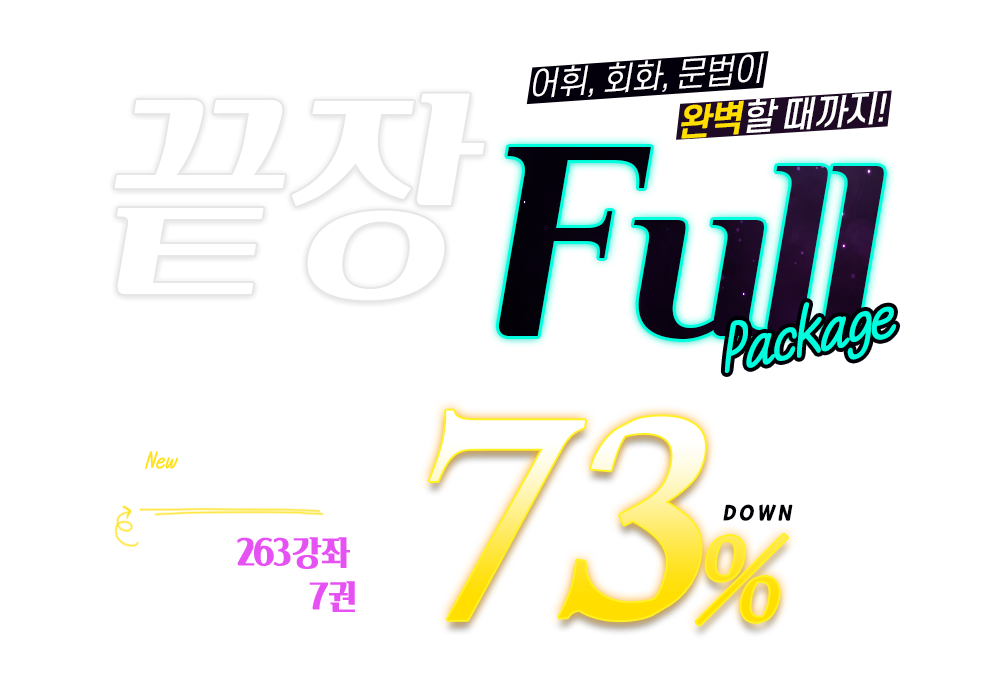 어휘, 회화, 문법이
완벽할 때까지!
끝장 Full
Package
New
263강좌
7권
73%
DOWN